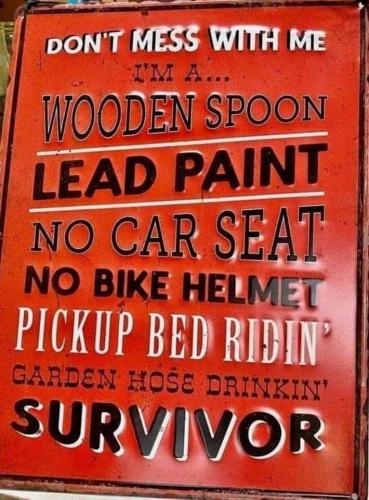 DON'T MESS WITH ME
I'M A...
WOODEN SPOON
LEAD PAINT
NO CAR SEAT
NO BIKE HELMET
PICKUP BED RIDIN'
GARDEN HOSE DRINKIN'
SURVIVOR